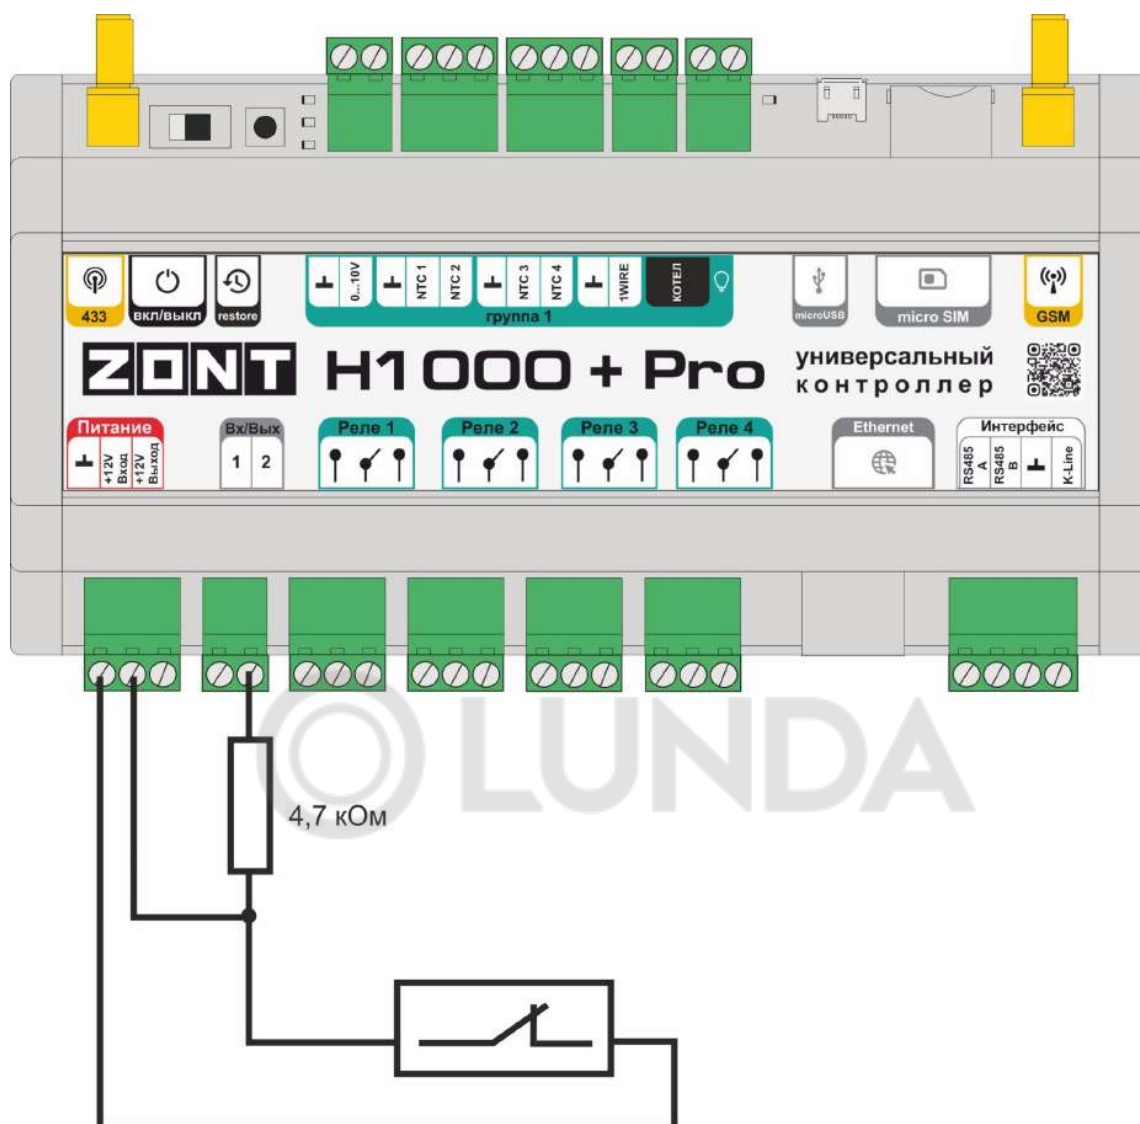 0...10V
NTC 1
NTC 2
NTC 3
NTC 4
1WIRE
КОТЕЛ
433
вкл/выкл
restore
группа 1
microUSB
micro SIM
GSM
ZONT H1000+ Pro
универсальный
контроллер
Питание
Вх/Вых
Реле 1
Реле 2
Реле 3
Реле 4
Ethernet
Интерфейс
+12V
Вход
+12V
Выход
1 2
RS485
A
RS485
B
K-Line
LUNDA
4,7 кОм